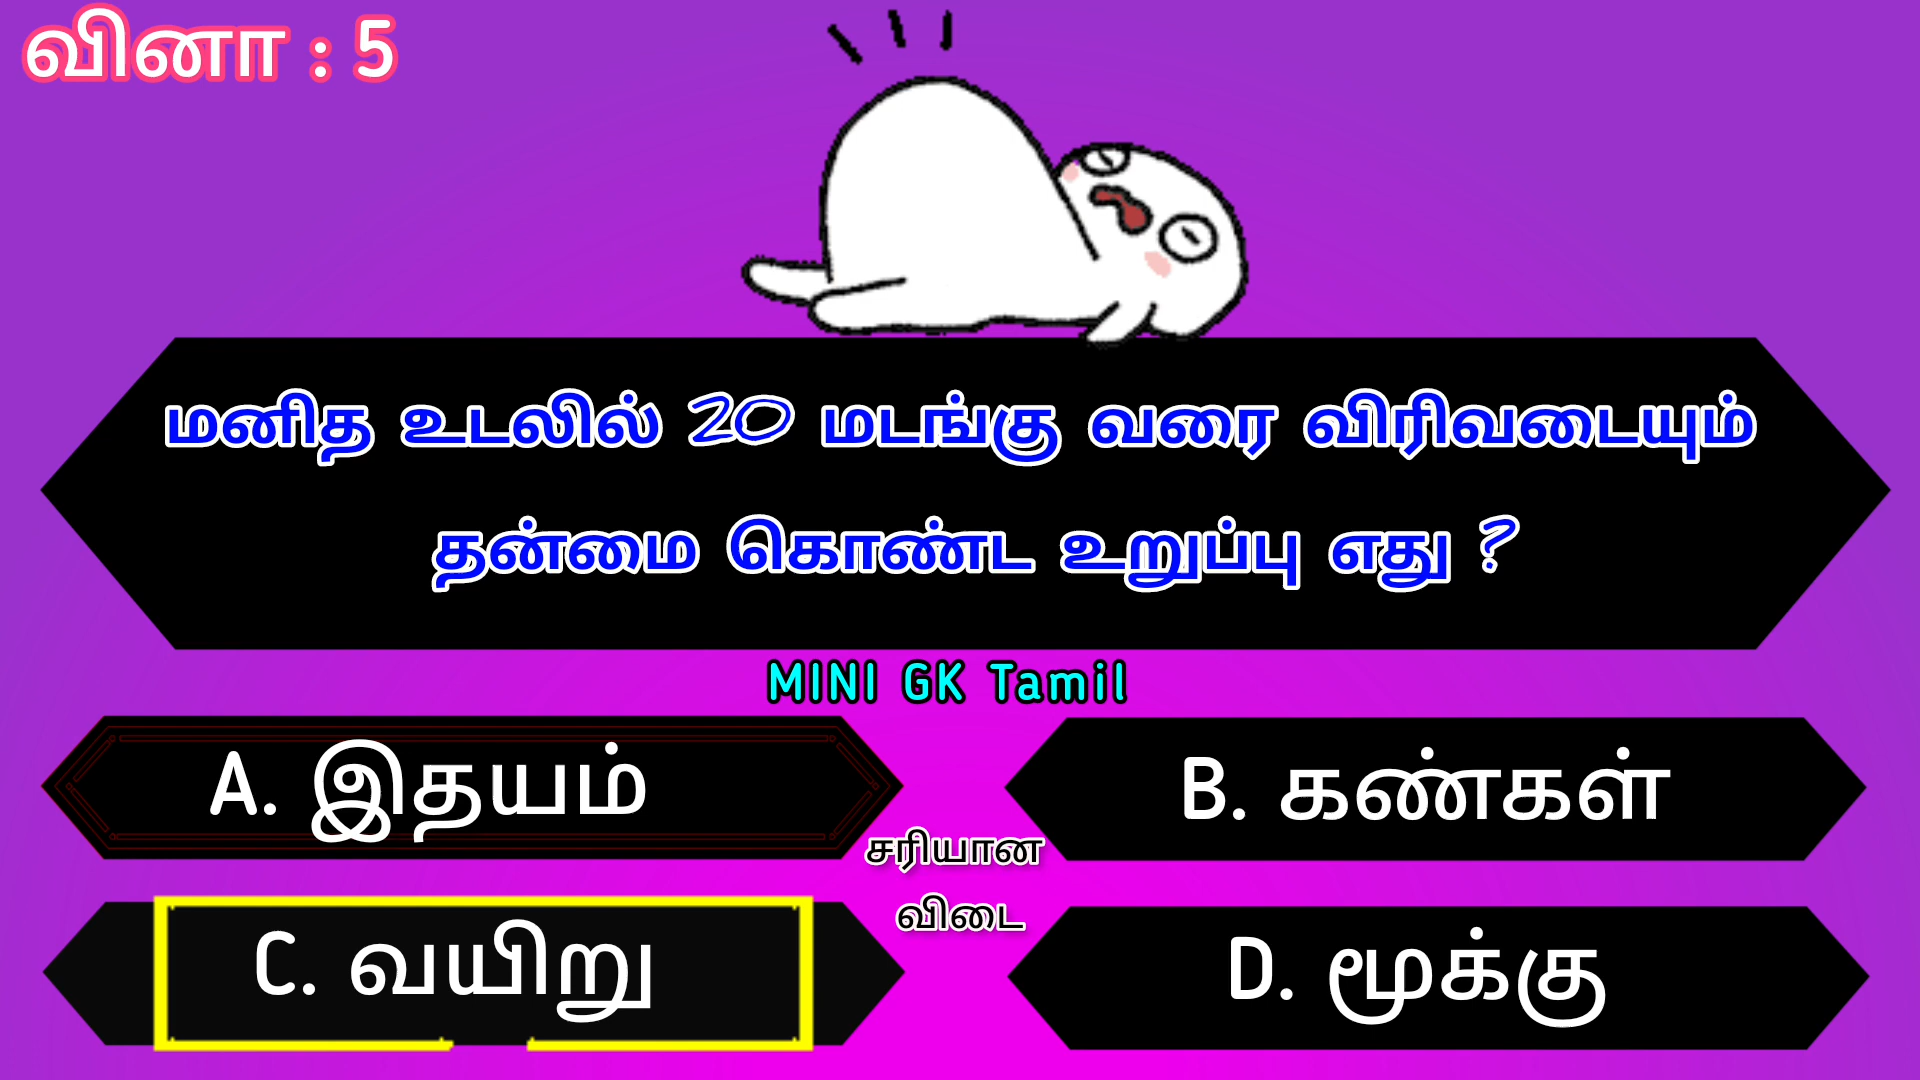 வினா : 5
மனித உடலில் 20 மடங்கு வரை விரிவடையும்
தன்மை கொண்ட உறுப்பு எது ?
MINI GK Tamil
A. இதயம்
B. கண்கள்
சரியான
விடை
C. வயிறு
D. மூக்கு